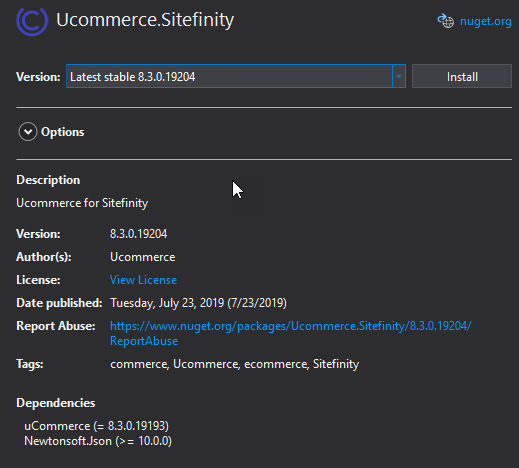 Ucommerce.Sitefinity
nuget.org
Version: Latest stable 8.3.0.19204 Install
Options
Description
Ucommerce for Sitefinity
Version: 8.3.0.19204
Author(s): Ucommerce
License: View License
Date published: Tuesday, July 23, 2019 (7/23/2019)
Report Abuse: https://www.nuget.org/packages/Ucommerce.Sitefinity/8.3.0.19204/
ReportAbuse
Tags: commerce, Ucommerce, ecommerce, Sitefinity
Dependencies
uCommerce (= 8.3.0.19193)
Newtonsoft.Json (>= 10.0.0)